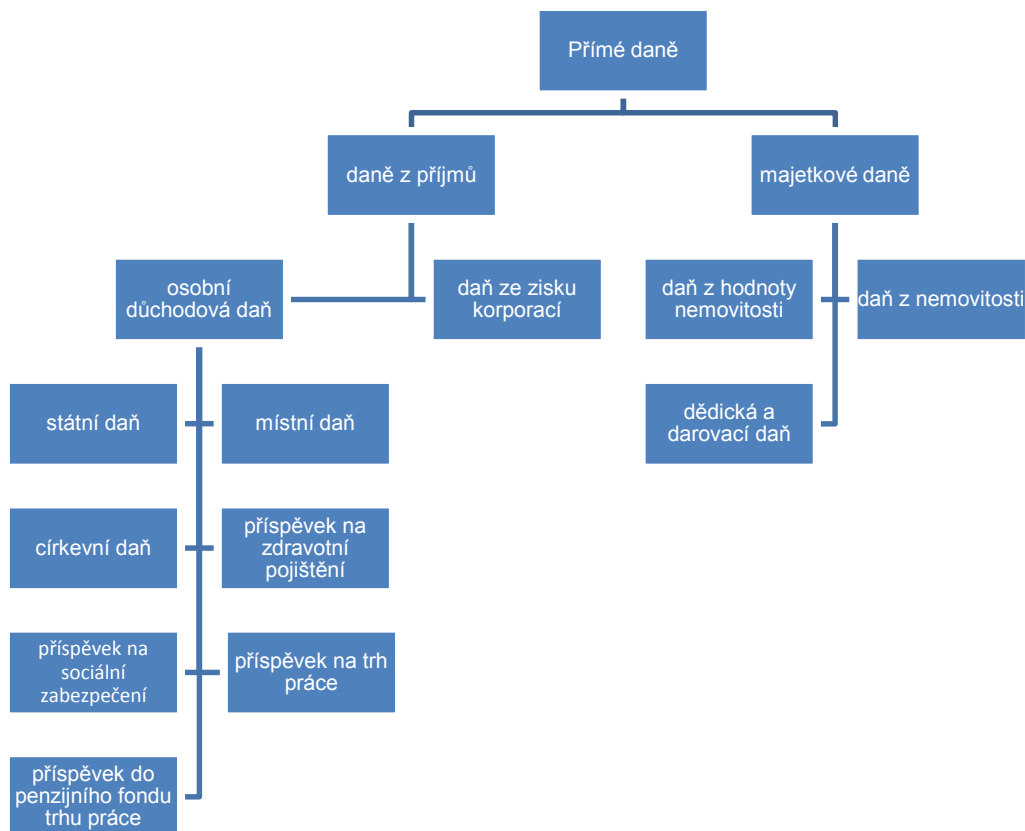 Přímé daně
daně z příjmů
majetkové daně
osobní
důchodová daň
daň ze zisku
korporací
daň z hodnoty
nemovitosti
daň z nemovitosti
státní daň
místní daň
dědická a
darovací daň
církevní daň
příspěvek na
zdravotní
pojištění
příspěvek na
sociální
zabezpečení
příspěvek na trh
práce
příspěvek do
penzijního fondu
trhu práce